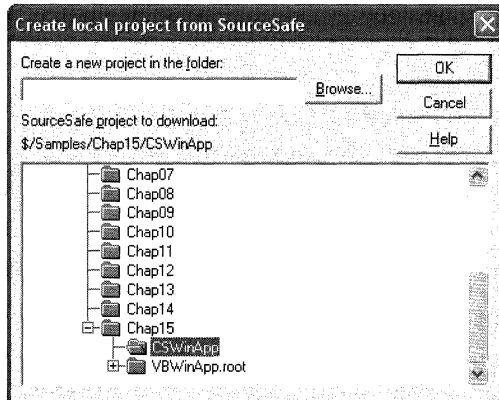 Create local project from SourceSafe
Create a new project in the folder:
Browse...
OK
Cancel
Help
SourceSafe project to download:
$/Samples/Chap15/CSWinApp
Chap07
Chap08
Chap09
Chap10
Chap11
Chap12
Chap13
Chap14
Chap15
CSWinApp
VBWinApp.root